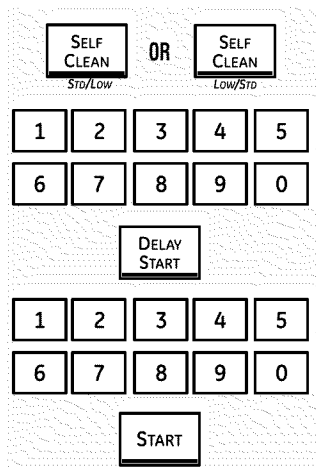 SELF CLEAN OR SELF CLEAN
STD/LOW LOW/STD
1 2 3 4 5
6 7 8 9 0
DELAY START
1 2 3 4 5
6 7 8 9 0
START